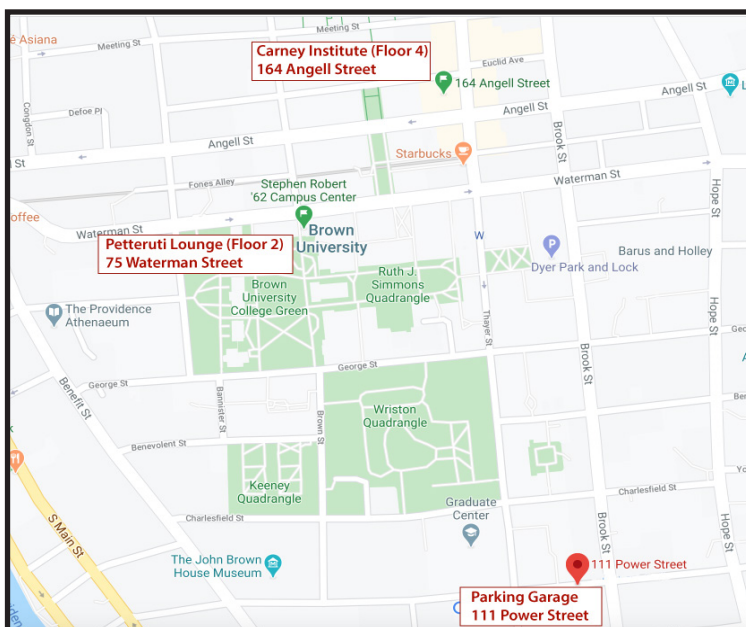 é Asiana
Meeting St
Meeting St
Carney Institute (Floor 4)
164 Angell Street
Euclid Ave
164 Angell Street
Angell St
Congdon St
Defoe Pl
Angell St
Angell St
Brook St
Starbucks
l St
Fones Alley
Waterman St
Hope St
Stephen Robert
'62 Campus Center
offee
Waterman St
Brown
University
W
Petteruti Lounge (Floor 2)
75 Waterman Street
Barus and Holley
Dyer Park and Lock
Brown
University
College Green
Ruth J.
Simmons
Quadrangle
Hope St
The Providence
Athenaeum
Thayer St
Brook St
George St
George St
Benefit St
Bannister St
Brown St
Wriston
Quadrangle
Benevolent St
Keeney
Quadrangle
Charlesfield St
Graduate
Center
Charlesfield St
S Main St
Brook St
Hope St
The John Brown
House Museum
111 Power Street
Parking Garage
111 Power Street